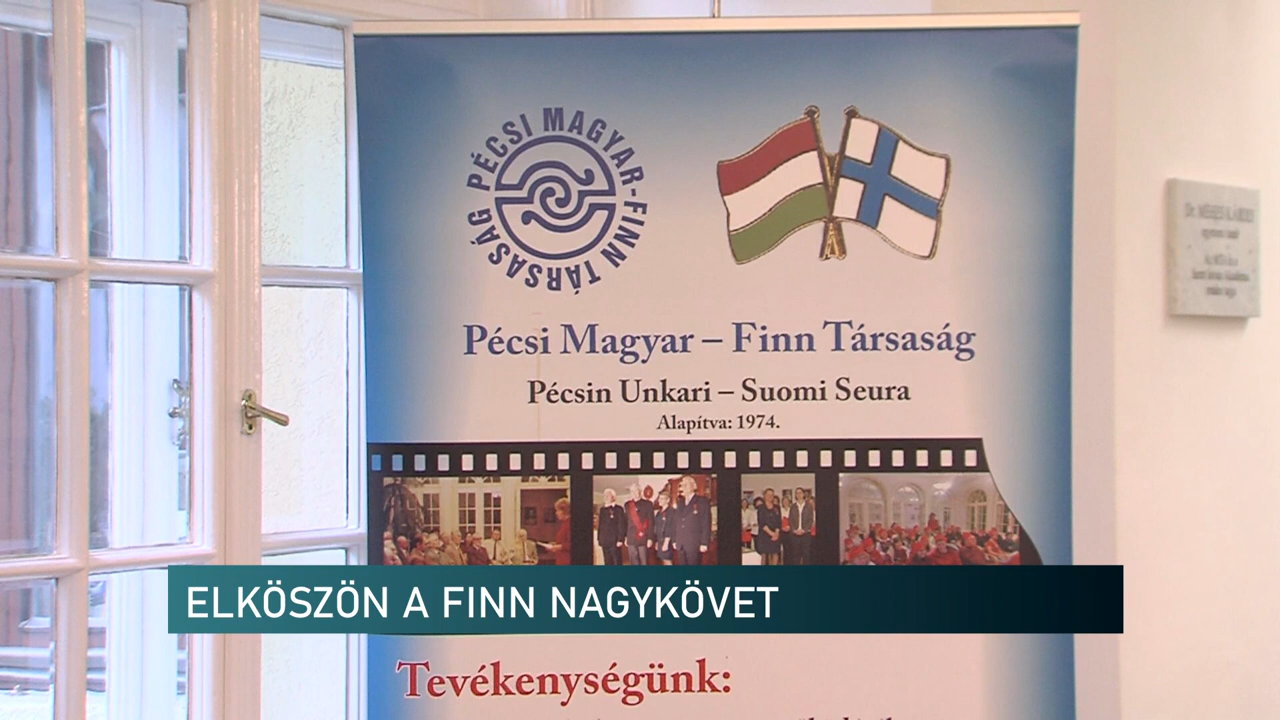 PÉCSI MAGYAR-FINN TÁRSASÁG
Pécsi Magyar – Finn Társaság
Pécsin Unkari – Suomi Seura
Alapítva: 1974.
ELKÖSZÖN A FINN NAGYKÖVET
Tevékenységünk: